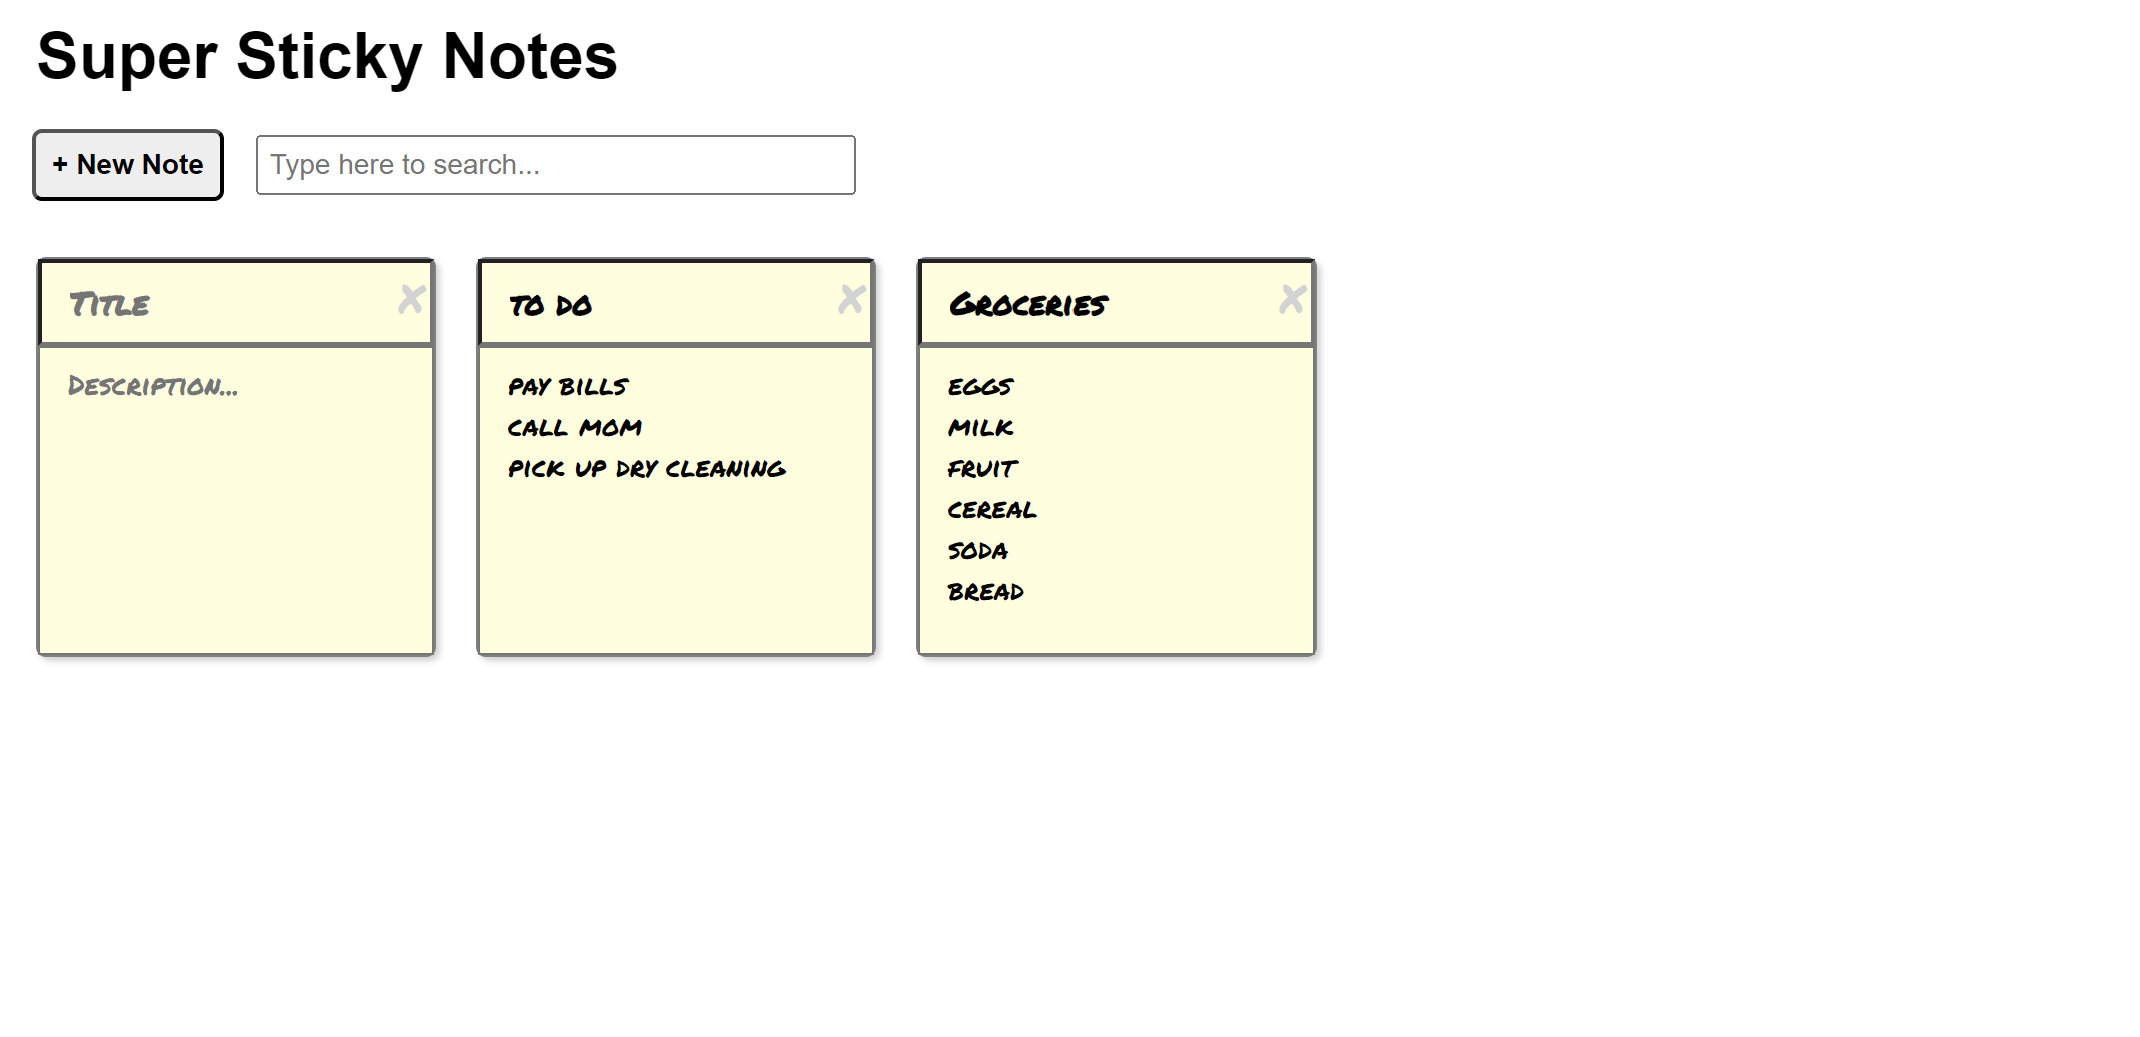 Super Sticky Notes
+ New Note
Type here to search...
Title
✘
Description...
to do
✘
pay bills
call mom
pick up dry cleaning
Groceries
✘
eggs
milk
fruit
cereal
soda
bread